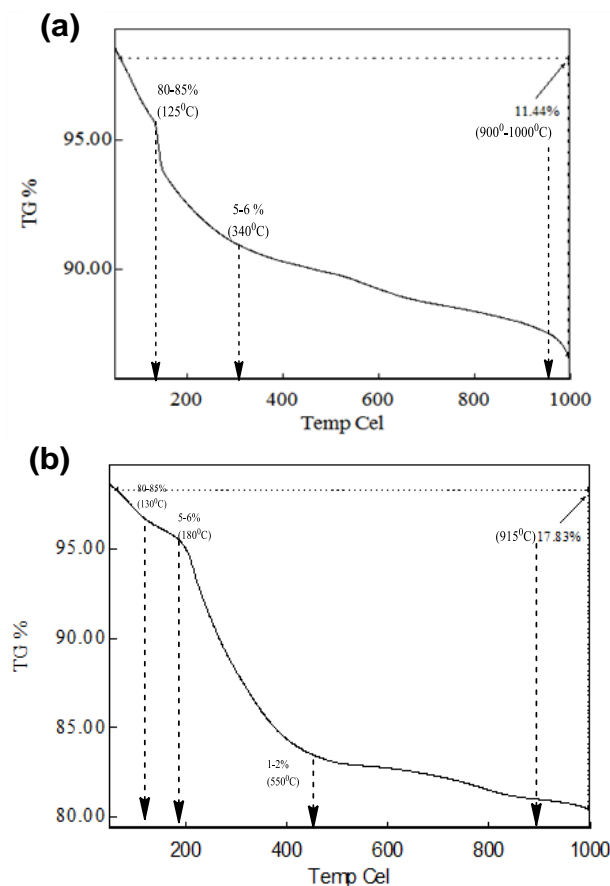 (a)
80-85%
(125⁰C)
11.44%
(900⁰-1000⁰C)
95.00
5-6 %
(340⁰C)
90.00
TG %
200
400
600
800
1000
Temp Cel
(b)
80-85%
(130⁰C)
5-6%
(180⁰C)
(915⁰C) 17.83%
95.00
90.00
TG %
85.00
1-2%
(550⁰C)
80.00
200
400
600
800
1000
Temp Cel